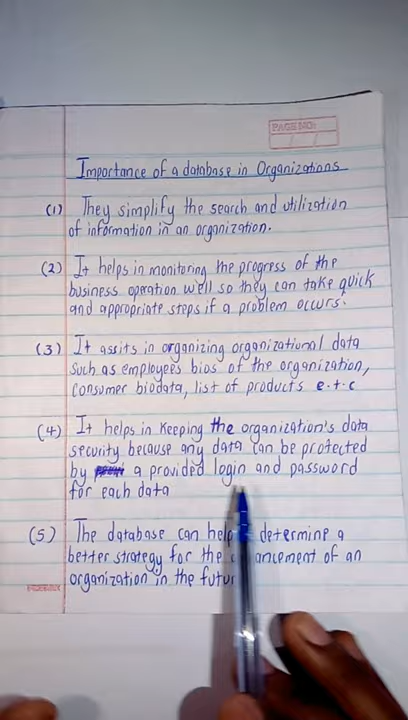 PAGE NO:
Importance of a database in Organizations
(1) They simplify the search and utilization
of information in an organization.
(2) It helps in monitoring the progress of the
business operation well so they can take quick
and appropriate steps if a problem occurs.
(3) It assits in organizing organizational data
such as employees bios of the organization,
consumer biodata, list of products e.t.c
(4) It helps in keeping the organization's data
security because any data can be protected
by a provided login and password
for each data
(5) The database can help determine a
better strategy for the of an
organization in the